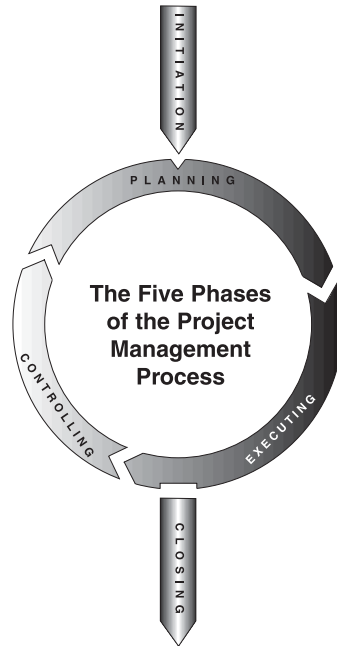 INITIATION
PLANNING
The Five Phases
of the Project
Management
Process
CONTROLLING
EXECUTING
CLOSING